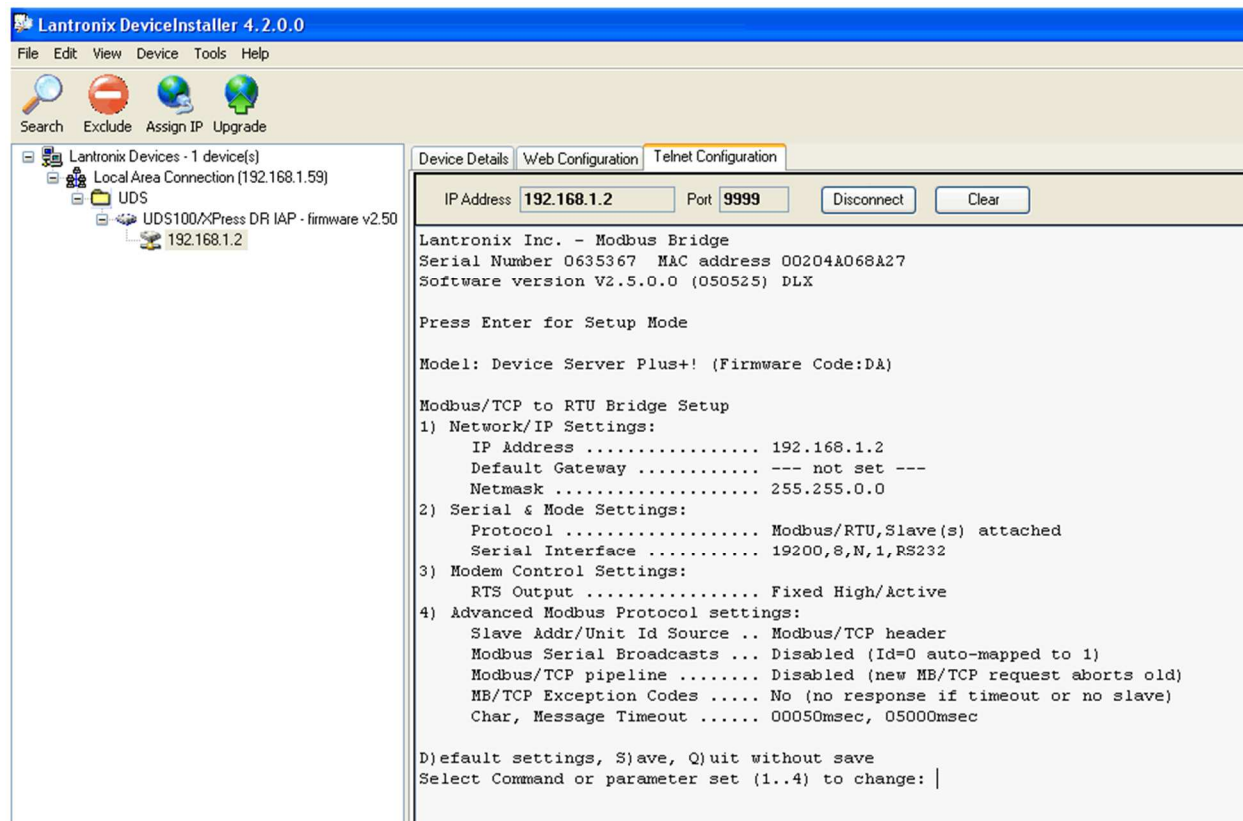 Lantronix DeviceInstaller 4.2.0.0
File Edit View Device Tools Help
Search Exclude Assign IP Upgrade
Lantronix Devices - 1 device(s)
Local Area Connection (192.168.1.59)
UDS
UDS100/XPress DR IAP - firmware v2.50
192.168.1.2
Device Details Web Configuration Telnet Configuration
IP Address 192.168.1.2 Port 9999 Disconnect Clear
Lantronix Inc. - Modbus Bridge
Serial Number 0635367 MAC address 00204A068A27
Software version V2.5.0.0 (050525) DLX
Press Enter for Setup Mode
Model: Device Server Plus+! (Firmware Code:DA)
Modbus/TCP to RTU Bridge Setup
1) Network/IP Settings:
IP Address ................. 192.168.1.2
Default Gateway ............ --- not set ---
Netmask .................... 255.255.0.0
2) Serial & Mode Settings:
Protocol ................... Modbus/RTU,Slave(s) attached
Serial Interface ........... 19200,8,N,1,RS232
3) Modem Control Settings:
RTS Output ................. Fixed High/Active
4) Advanced Modbus Protocol settings:
Slave Addr/Unit Id Source .. Modbus/TCP header
Modbus Serial Broadcasts ... Disabled (Id=0 auto-mapped to 1)
Modbus/TCP pipeline ........ Disabled (new MB/TCP request aborts old)
MB/TCP Exception Codes ..... No (no response if timeout or no slave)
Char, Message Timeout ...... 00050msec, 05000msec
D)efault settings, S)ave, Q)uit without save
Select Command or parameter set (1..4) to change: